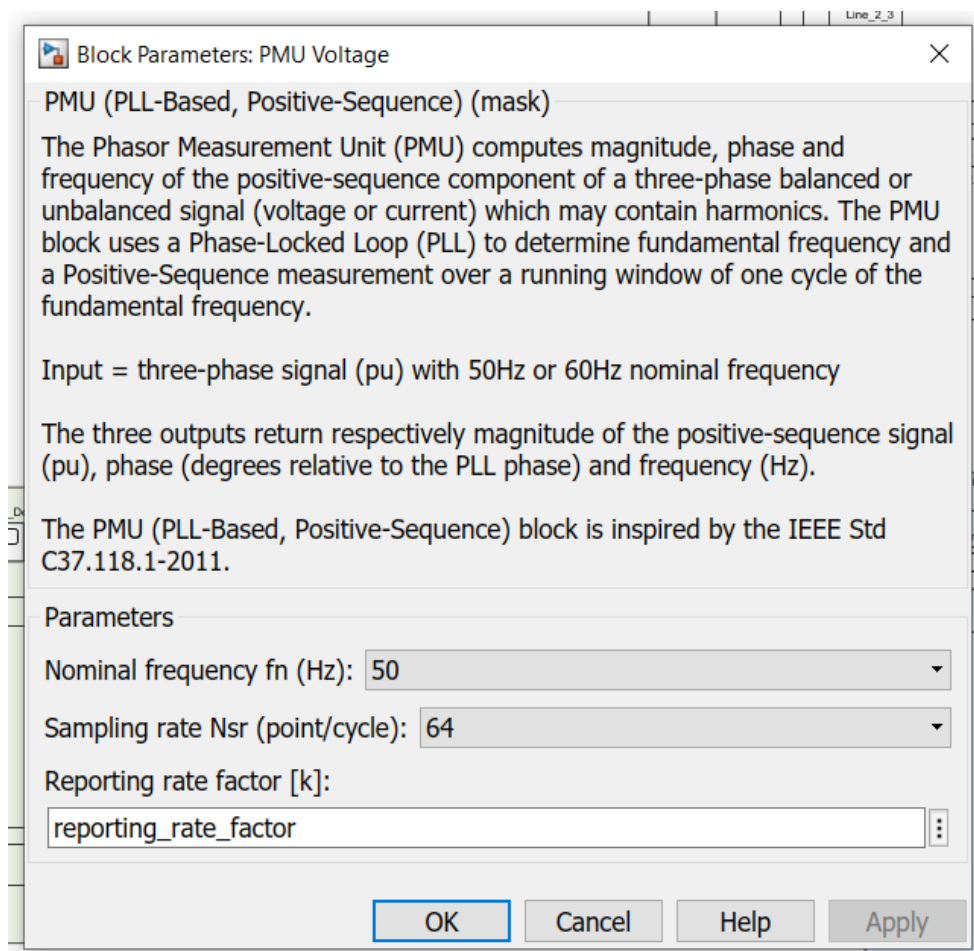 Line_2_3
Block Parameters: PMU Voltage
PMU (PLL-Based, Positive-Sequence) (mask)
The Phasor Measurement Unit (PMU) computes magnitude, phase and
frequency of the positive-sequence component of a three-phase balanced or
unbalanced signal (voltage or current) which may contain harmonics. The PMU
block uses a Phase-Locked Loop (PLL) to determine fundamental frequency and
a Positive-Sequence measurement over a running window of one cycle of the
fundamental frequency.
Input = three-phase signal (pu) with 50Hz or 60Hz nominal frequency
The three outputs return respectively magnitude of the positive-sequence signal
(pu), phase (degrees relative to the PLL phase) and frequency (Hz).
The PMU (PLL-Based, Positive-Sequence) block is inspired by the IEEE Std
C37.118.1-2011.
Parameters
Nominal frequency fn (Hz): 50
Sampling rate Nsr (point/cycle): 64
Reporting rate factor [k]:
reporting_rate_factor
OK Cancel Help Apply